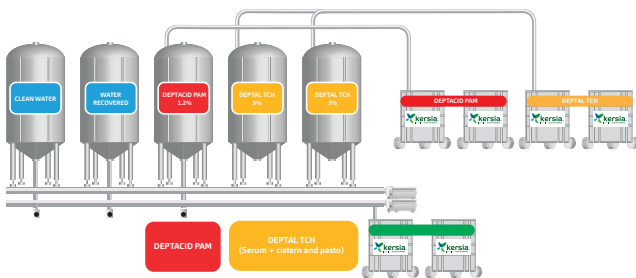 CLEAN WATER
WATER
RECOVERED
DEPTACID PAM
1.2%
DEPTAL TCH
3%
DEPTAL TCH
3%
DEPTACID PAM
DEPTAL TCH
kersia
kersia
kersia
kersia
DEPTACID PAM
DEPTAL TCH
(Serum + cistern and pasto)
kersia
kersia